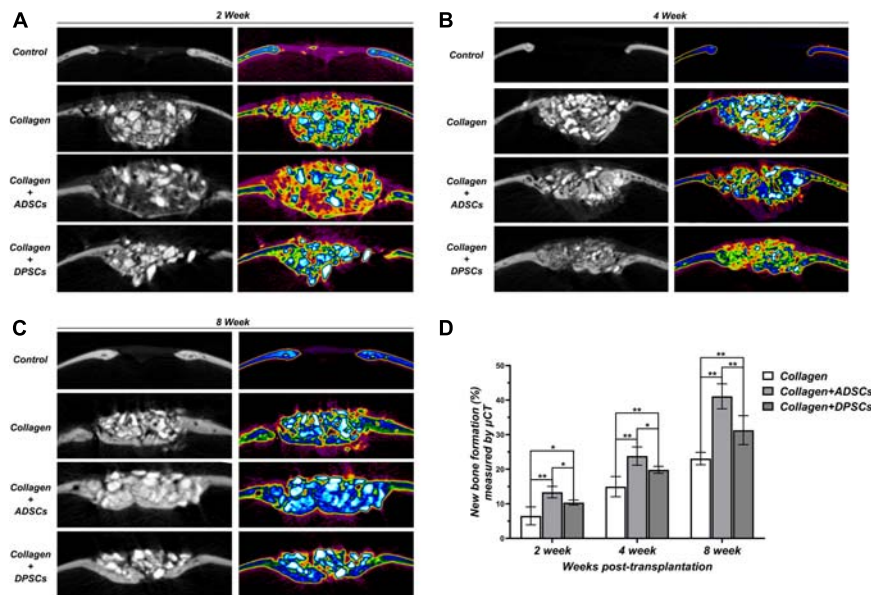 A
2 Week
Control
Collagen
Collagen
+
ADSCs
Collagen
+
DPSCs
B
4 Week
Control
Collagen
Collagen
+
ADSCs
Collagen
+
DPSCs
C
8 Week
Control
Collagen
Collagen
+
ADSCs
Collagen
+
DPSCs
D
New bone formation (%)
measured by μCT
50
40
30
20
10
0
* ** *
** ** *
** ** **
2 week 4 week 8 week
Weeks post-transplantation
Collagen
Collagen+ADSCs
Collagen+DPSCs